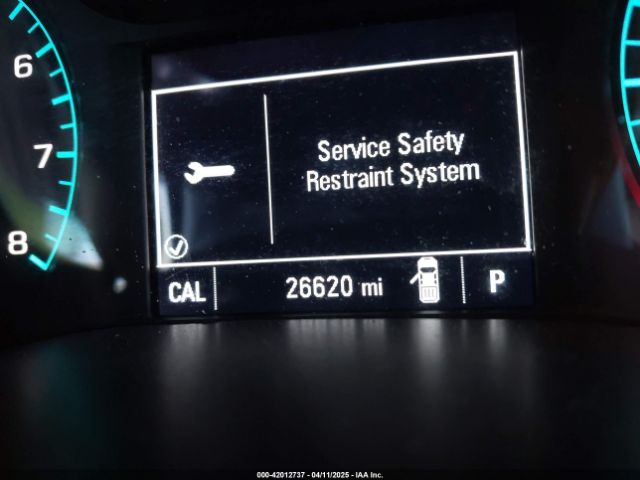 6
7
8
Service Safety
Restraint System
CAL 26620 mi P
000-42012737 - 04/11/2025 - IAA Inc.